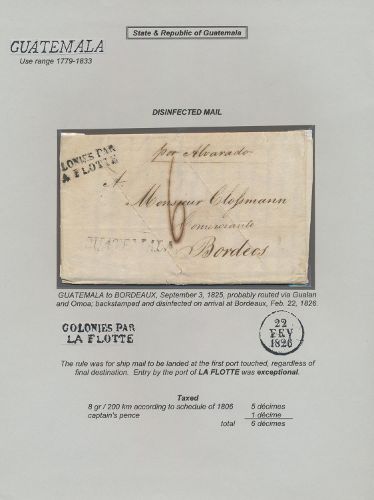 State & Republic of Guatemala
GUATEMALA
Use range 1779-1833
DISINFECTED MAIL
LONIES PAR
A FLOTTE
por Alvarado
6
A.
Monsieur Clossmann
Comerciante
GUATEMALA
Bordeos
GUATEMALA to BORDEAUX, September 3, 1825, probably routed via Gualan
and Omoa; backstamped and disinfected on arrival at Bordeaux, Feb. 22, 1826.
COLONIES PAR
LA FLOTTE
22
FEV
1826
The rule was for ship mail to be landed at the first port touched, regardless of
final destination. Entry by the port of LA FLOTTE was exceptional.
Taxed
8 gr / 200 km according to schedule of 1806 5 décimes
captain's pence 1 décime
total 6 décimes